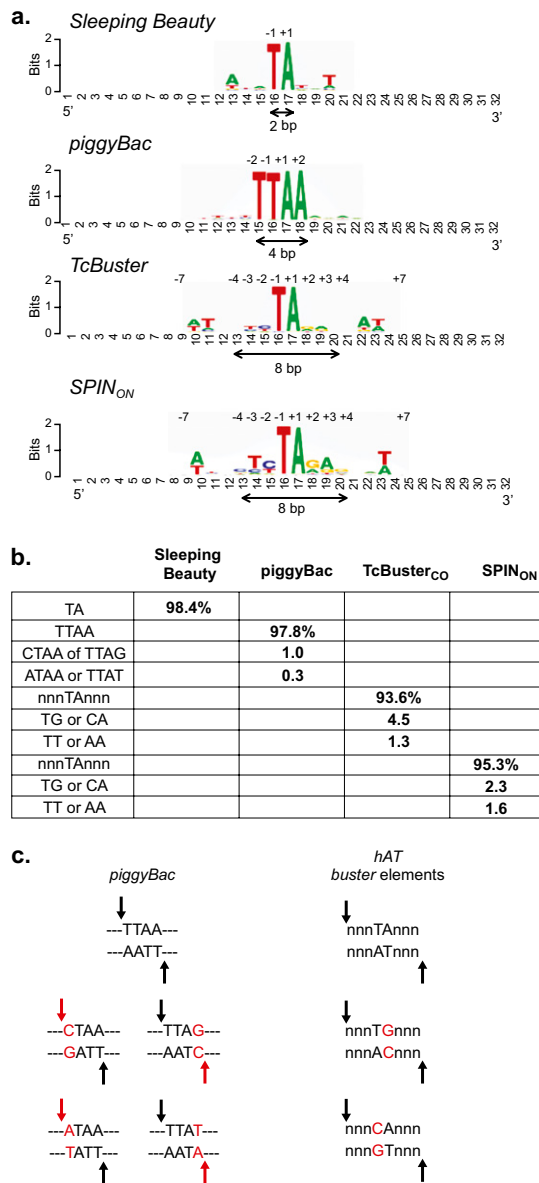 a.
Sleeping Beauty
-1 +1
Bits
2
1
0
TA
A
T
1 2 3 4 5 6 7 8 9 10 11 12 13 14 15 16 17 18 19 20 21 22 23 24 25 26 27 28 29 30 31 32
5' 3'
2 bp
piggyBac
-2 -1 +1 +2
Bits
2
1
0
TTAA
1 2 3 4 5 6 7 8 9 10 11 12 13 14 15 16 17 18 19 20 21 22 23 24 25 26 27 28 29 30 31 32
5' 3'
4 bp
TcBuster
-7 -4 -3 -2 -1 +1 +2 +3 +4 +7
Bits
2
1
0
TA
1 2 3 4 5 6 7 8 9 10 11 12 13 14 15 16 17 18 19 20 21 22 23 24 25 26 27 28 29 30 31 32
8 bp
SPINON
-7 -4 -3 -2 -1 +1 +2 +3 +4 +7
Bits
2
1
0
A TCTAGA T
1 2 3 4 5 6 7 8 9 10 11 12 13 14 15 16 17 18 19 20 21 22 23 24 25 26 27 28 29 30 31 32
5' 3'
8 bp
b.
Sleeping Beauty piggyBac TcBusterCO SPINON
TA 98.4%
TTAA 97.8%
CTAA of TTAG 1.0
ATAA or TTAT 0.3
nnnTAnnn 93.6%
TG or CA 4.5
TT or AA 1.3
nnnTAnnn 95.3%
TG or CA 2.3
TT or AA 1.6
c.
piggyBac
hAT
buster elements
---TTAA--- nnnTAnnn
---AATT--- nnnATnnn
---CTAA--- ---TTAG--- nnnTGnnn
---GATT--- ---AATC--- nnnACnnn
---ATAA--- ---TTAT--- nnnCAnnn
---TATT--- ---AATA--- nnnGTnnn